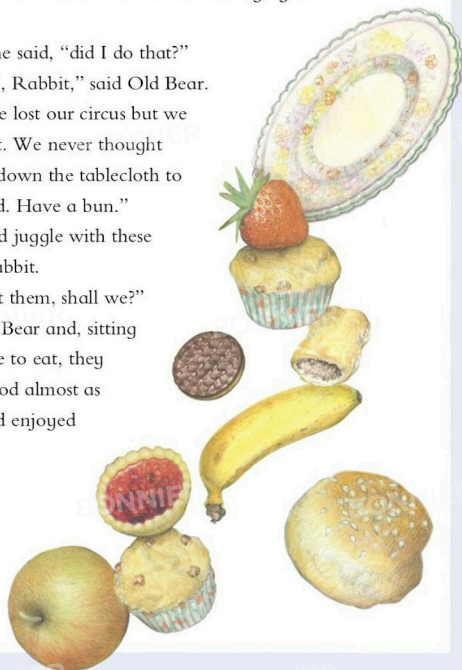 e said, “did I do that?”
, Rabbit,” said Old Bear.
e lost our circus but we
t. We never thought
down the tablecloth to
d. Have a bun.”
d juggle with these
bbit.
t them, shall we?”
Bear and, sitting
e to eat, they
od almost as
d enjoyed
BONNIER